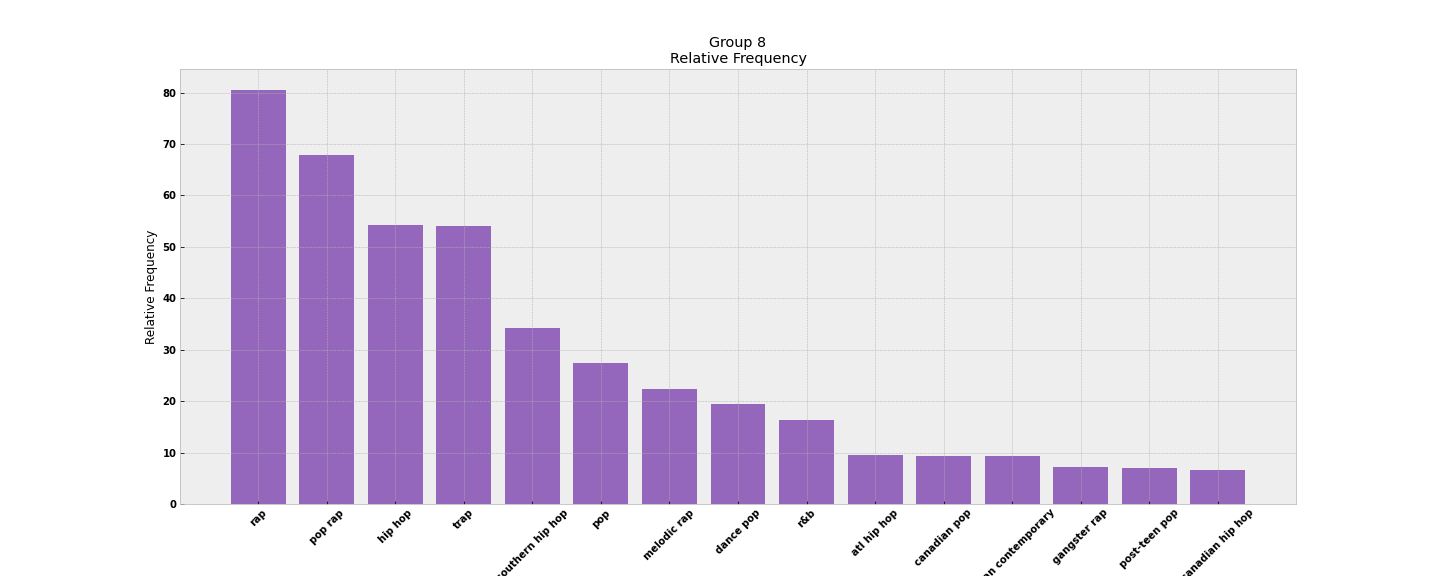 Group 8
Relative Frequency
Relative Frequency
80
70
60
50
40
30
20
10
0
rap
pop rap
hip hop
trap
southern hip hop
pop
melodic rap
dance pop
r&b
atl hip hop
canadian pop
contemporary
gangster rap
post-teen pop
canadian hip hop